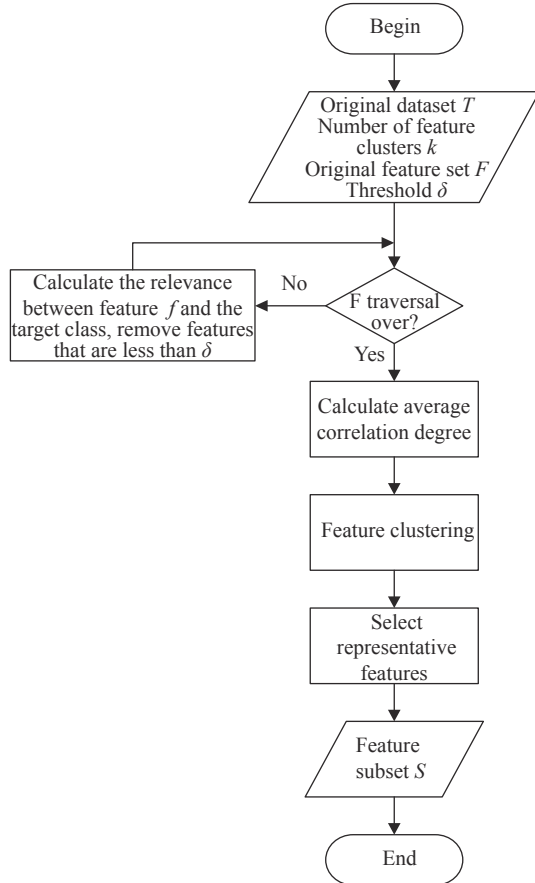 Begin
Original dataset T
Number of feature
clusters k
Original feature set F
Threshold δ
No
F traversal
over?
Calculate the relevance
between feature f and the
target class, remove features
that are less than δ
Yes
Calculate average
correlation degree
Feature clustering
Select
representative
features
Feature
subset S
End